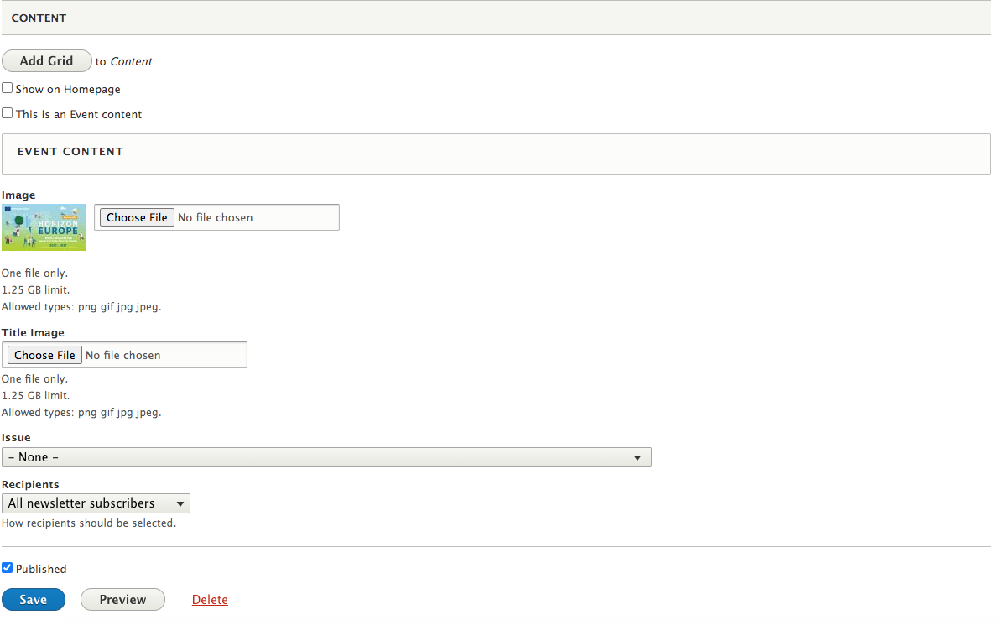 CONTENT
Add Grid to Content
Show on Homepage
This is an Event content
EVENT CONTENT
Image
HORIZON
EUROPE
Choose File No file chosen
One file only.
1.25 GB limit.
Allowed types: png gif jpg jpeg.
Title Image
Choose File No file chosen
One file only.
1.25 GB limit.
Allowed types: png gif jpg jpeg.
Issue
- None -
Recipients
All newsletter subscribers
How recipients should be selected.
Published
Save Preview Delete